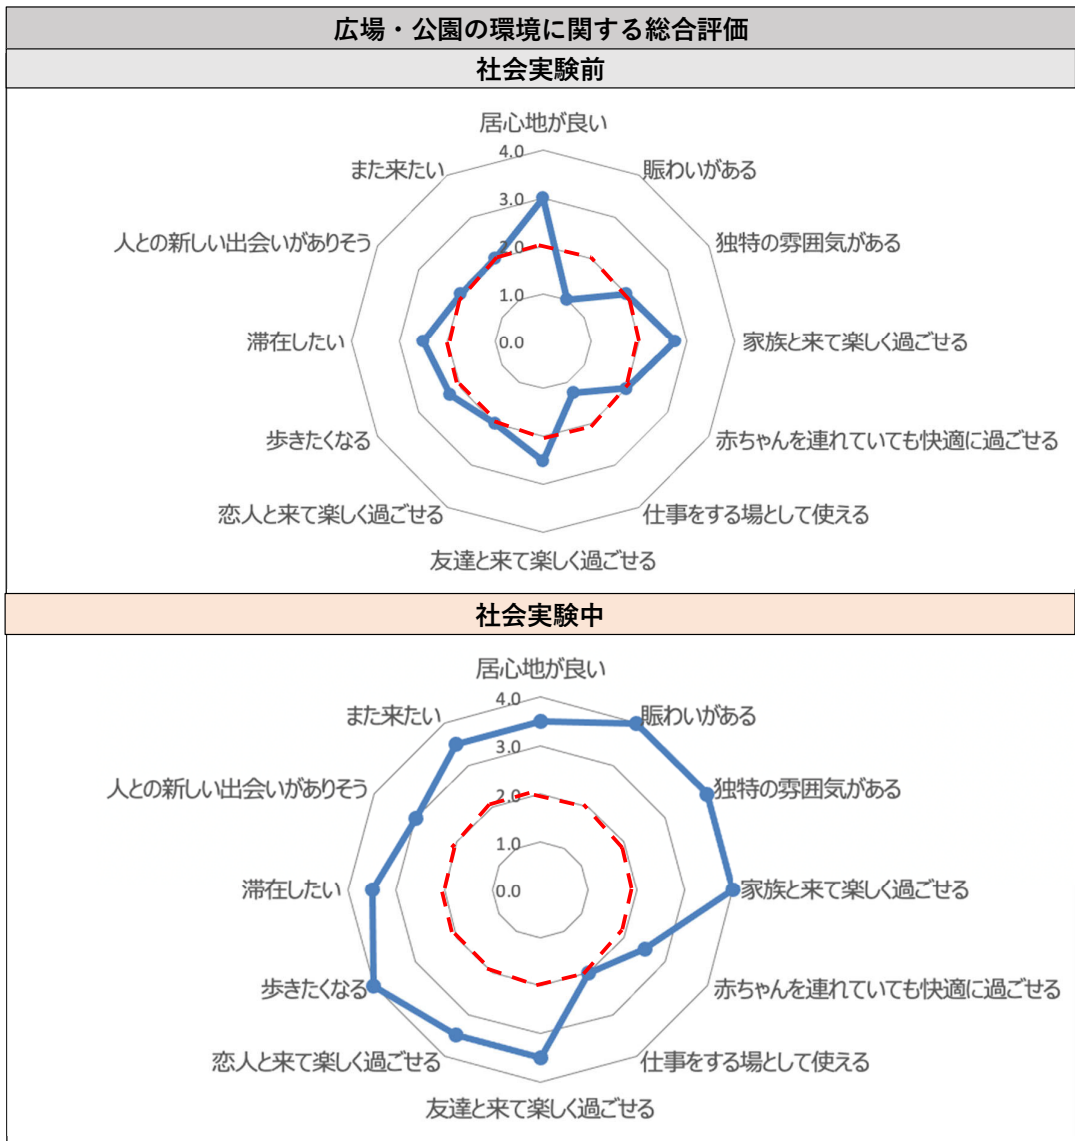 広場・公園の環境に関する総合評価
社会実験前
居心地が良い
4.0
また来たい
賑わいがある
3.0
人との新しい出会いがありそう
2.0
独特の雰囲気がある
1.0
滞在したい
0.0
家族と来て楽しく過ごせる
歩きたくなる
赤ちゃんを連れていても快適に過ごせる
恋人と来て楽しく過ごせる
仕事をする場として使える
友達と来て楽しく過ごせる
社会実験中
居心地が良い
4.0
また来たい
賑わいがある
3.0
人との新しい出会いがありそう
2.0
独特の雰囲気がある
1.0
滞在したい
0.0
家族と来て楽しく過ごせる
歩きたくなる
赤ちゃんを連れていても快適に過ごせる
恋人と来て楽しく過ごせる
仕事をする場として使える
友達と来て楽しく過ごせる